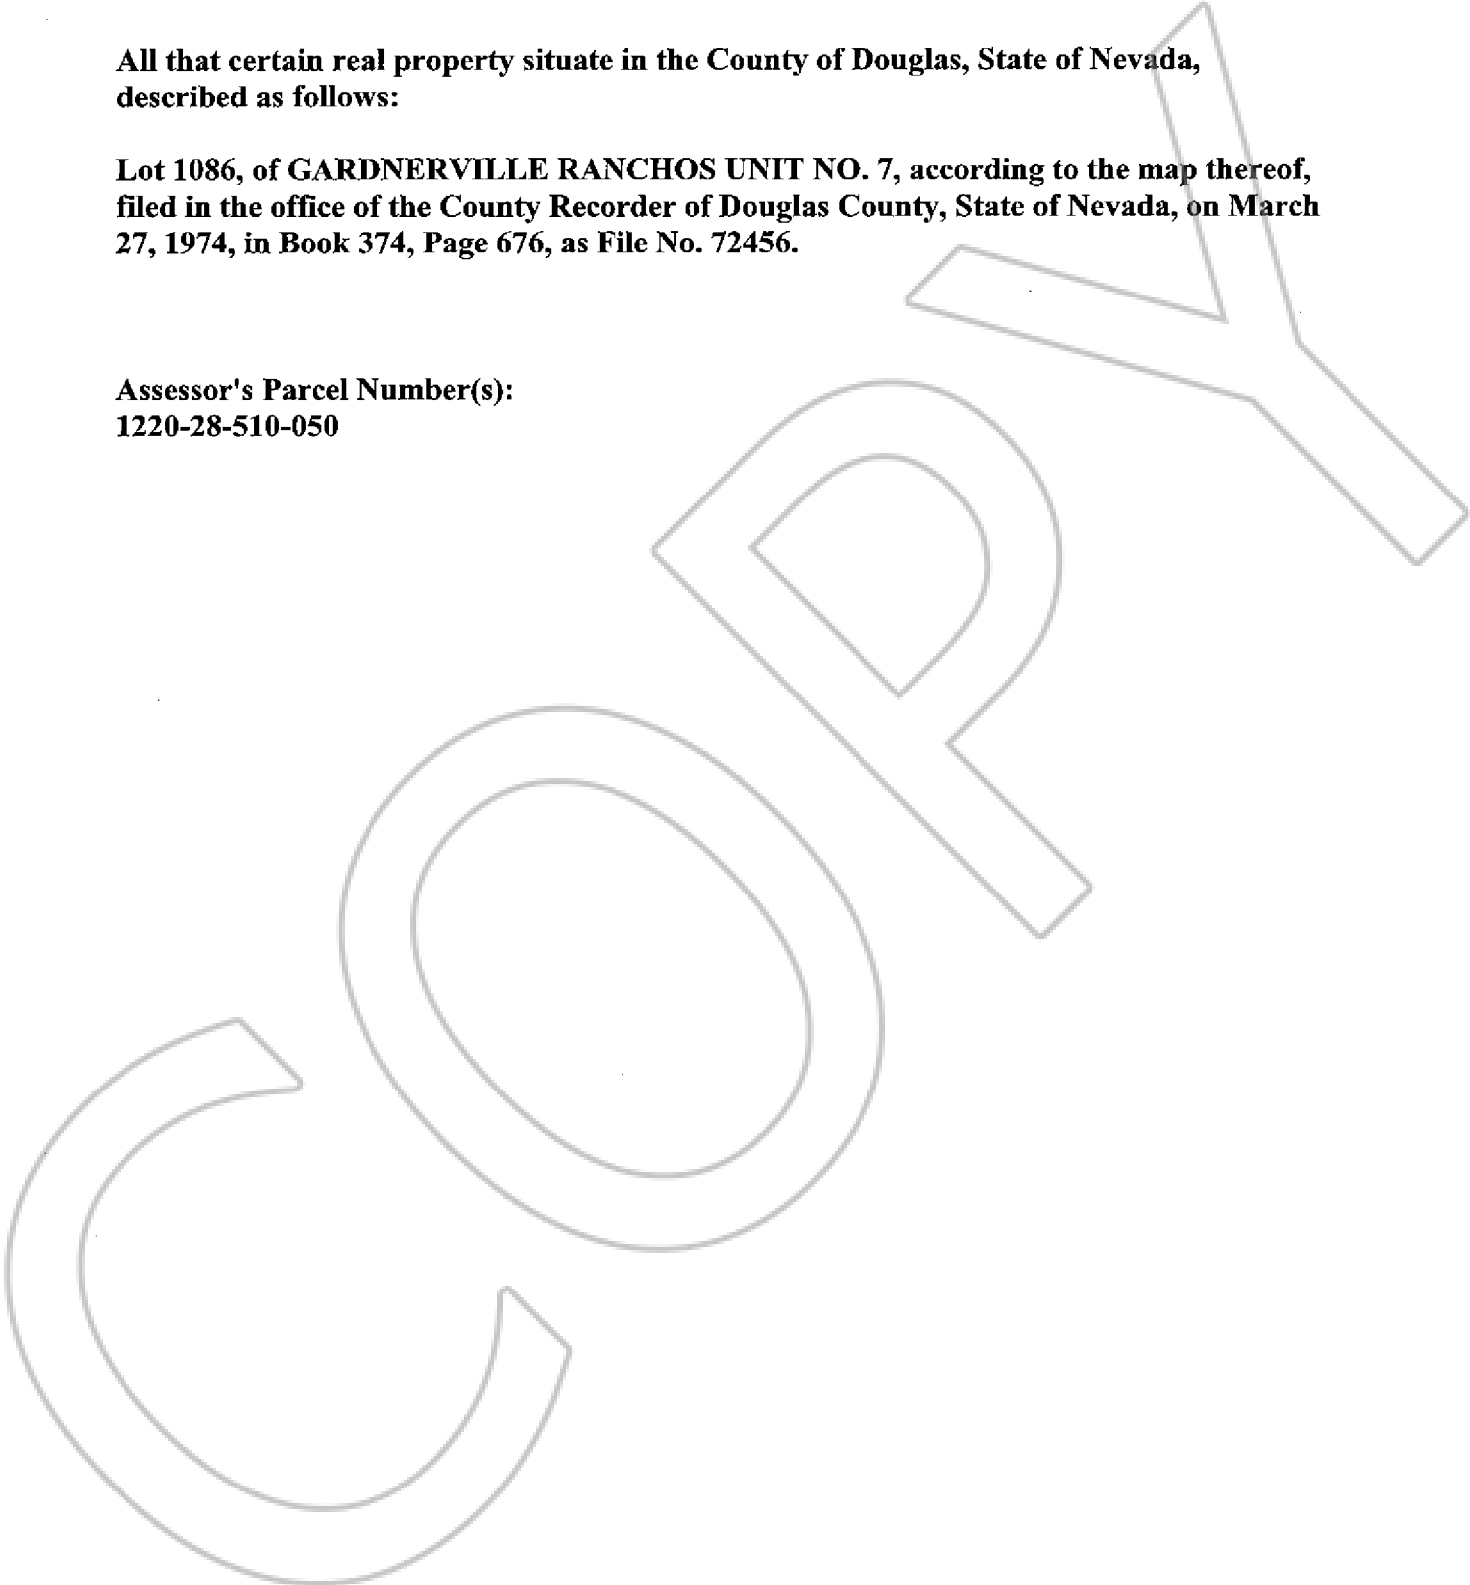 All that certain real property situate in the County of Douglas, State of Nevada,
described as follows:
Lot 1086, of GARDNERVILLE RANCHOS UNIT NO. 7, according to the map thereof,
filed in the office of the County Recorder of Douglas County, State of Nevada, on March
27, 1974, in Book 374, Page 676, as File No. 72456.
Assessor's Parcel Number(s):
1220-28-510-050
COPY